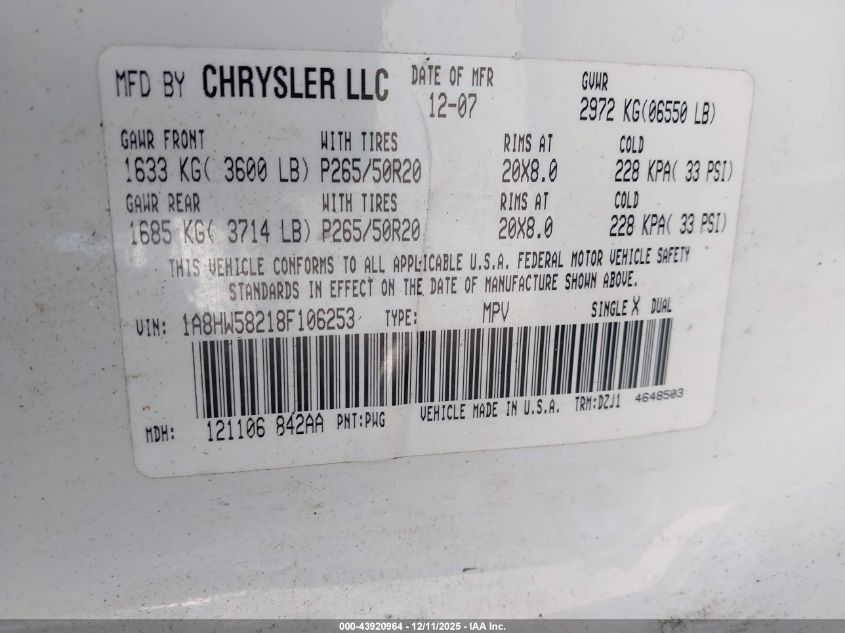 MFD BY CHRYSLER LLC DATE OF MFR 12-07 GVWR 2972 KG(06550 LB)
GAWR FRONT WITH TIRES RIMS AT COLD
1633 KG( 3600 LB) P265/50R20 20X8.0 228 KPA( 33 PSI)
GAWR REAR WITH TIRES RIMS AT COLD
1685 KG( 3714 LB) P265/50R20 20X8.0 228 KPA( 33 PSI)
THIS VEHICLE CONFORMS TO ALL APPLICABLE U.S.A. FEDERAL MOTOR VEHICLE SAFETY
STANDARDS IN EFFECT ON THE DATE OF MANUFACTURE SHOWN ABOVE.
VIN: 1A8HW58218F106253 TYPE: MPV SINGLE X DUAL
MDH: 121106 842AA PNT:PWG VEHICLE MADE IN U.S.A. TRM:DZJ1 4648503
000-43920964 - 12/11/2025 - IAA Inc.